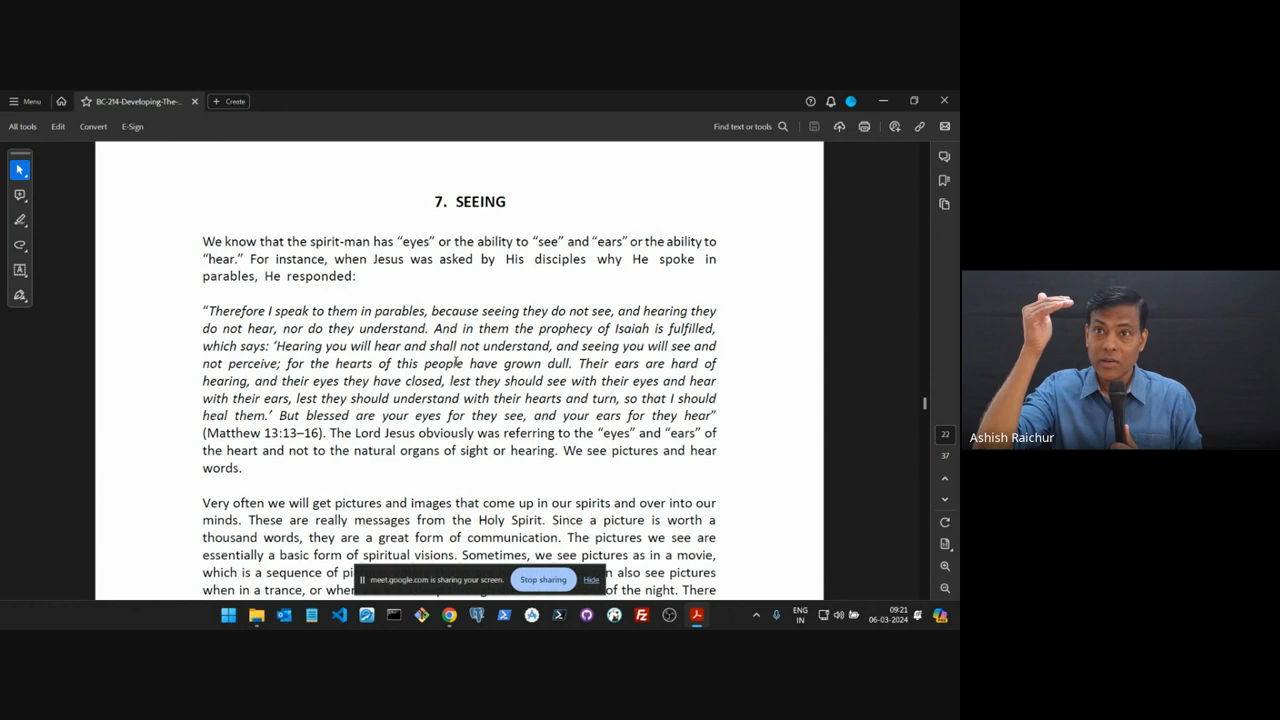 Menu
BC-214-Developing-The-...
Create
All tools
Edit
Convert
E-Sign
Find text or tools
7. SEEING
We know that the spirit-man has “eyes” or the ability to “see” and “ears” or the ability to
“hear.” For instance, when Jesus was asked by His disciples why He spoke in
parables, He responded:
“Therefore I speak to them in parables, because seeing they do not see, and hearing they
do not hear, nor do they understand. And in them the prophecy of Isaiah is fulfilled,
which says: ‘Hearing you will hear and shall not understand, and seeing you will see and
not perceive; for the hearts of this people have grown dull. Their ears are hard of
hearing, and their eyes they have closed, lest they should see with their eyes and hear
with their ears, lest they should understand with their hearts and turn, so that I should
heal them.’ But blessed are your eyes for they see, and your ears for they hear”
(Matthew 13:13–16). The Lord Jesus obviously was referring to the “eyes” and “ears” of
the heart and not to the natural organs of sight or hearing. We see pictures and hear
words.
Very often we will get pictures and images that come up in our spirits and over into our
minds. These are really messages from the Holy Spirit. Since a picture is worth a
thousand words, they are a great form of communication. The pictures we see are
essentially a basic form of spiritual visions. Sometimes, we see pictures as in a movie,
which is a sequence of also see pictures
when in a trance, or of the night. There
meet.google.com is sharing your screen.
Stop sharing
Hide
22
37
Ashish Raichur
ENG
IN
09:21
06-03-2024